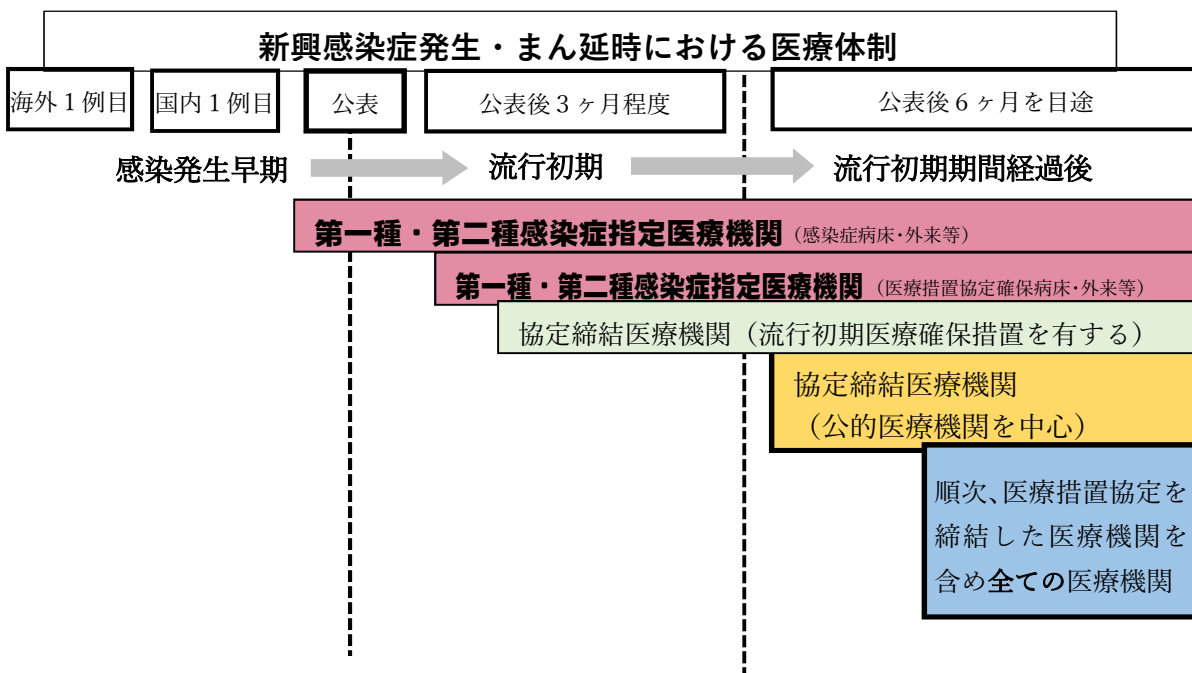 新興感染症発生・まん延時における医療体制
海外１例目
国内１例目
公表
公表後３ヶ月程度
公表後６ヶ月を目途
感染発生早期
流行初期
流行初期期間経過後
第一種・第二種感染症指定医療機関（感染症病床・外来等）
第一種・第二種感染症指定医療機関（医療措置協定確保病床・外来等）
協定締結医療機関（流行初期医療確保措置を有する）
協定締結医療機関
（公的医療機関を中心）
順次、医療措置協定を
締結した医療機関を
含め全ての医療機関